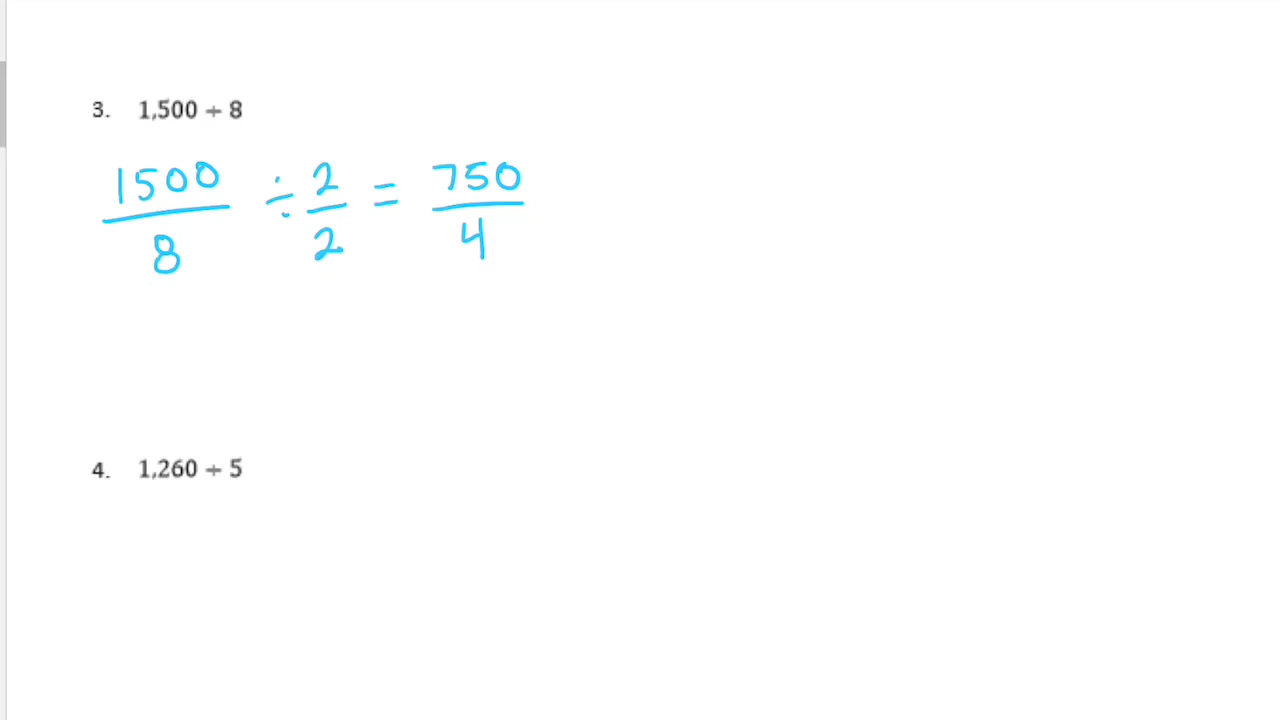 3. 1,500 ÷ 8
1500/8 ÷ 2/2 = 750/4
4. 1,260 ÷ 5